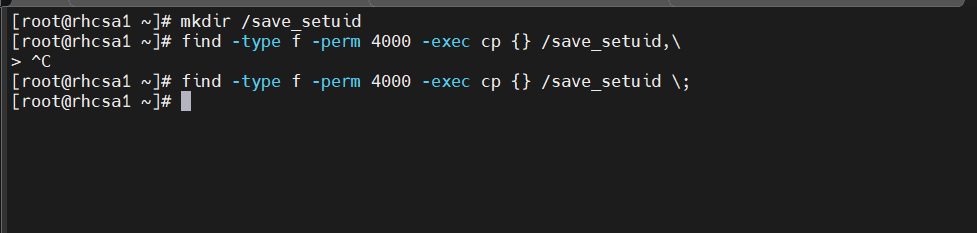 [root@rhcsa1 ~]# mkdir /save_setuid
[root@rhcsa1 ~]# find -type f -perm 4000 -exec cp {} /save_setuid,\
> ^C
[root@rhcsa1 ~]# find -type f -perm 4000 -exec cp {} /save_setuid \;
[root@rhcsa1 ~]#